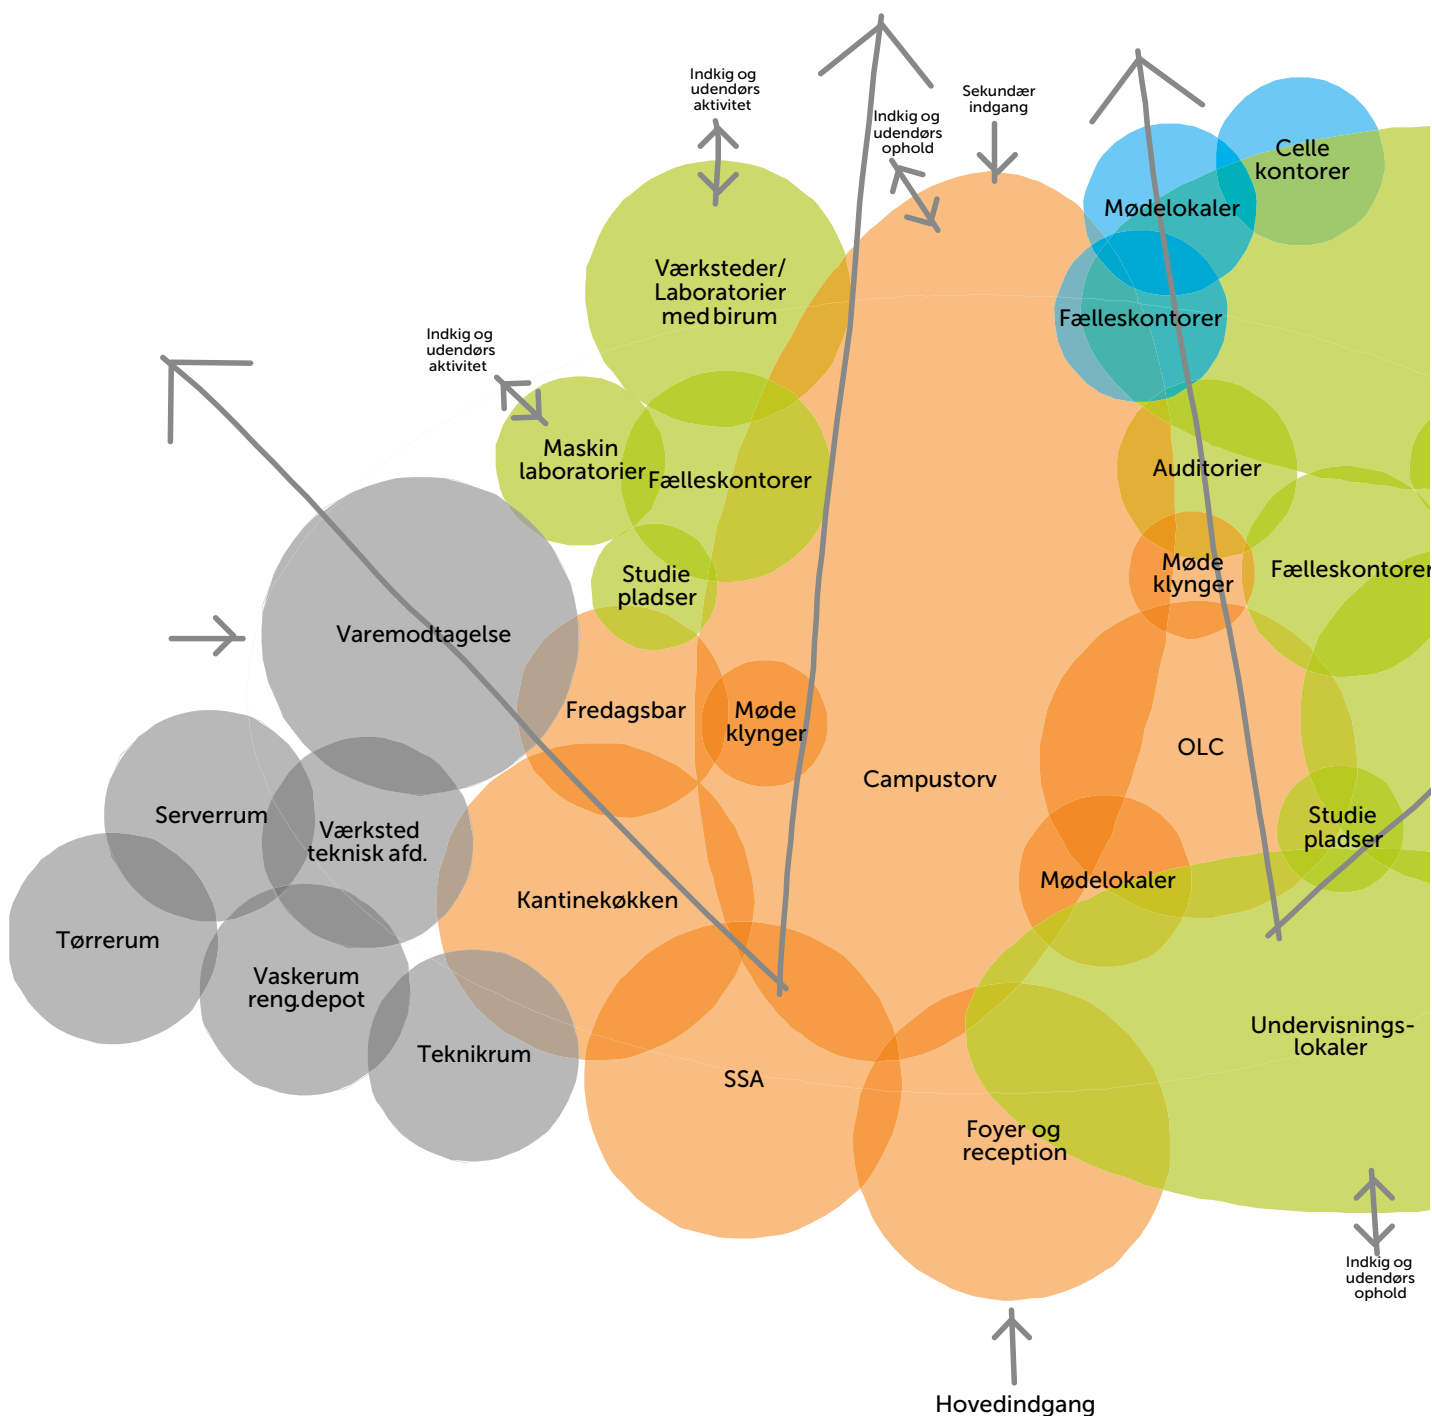 Indkig og
udendørs
aktivitet
Sekundær
indgang
Indkig og
udendørs
ophold
Celle
kontorer
Mødelokaler
Værksteder/
Laboratorier
med birum
Fælleskontorer
Indkig og
udendørs
aktivitet
Maskin
laboratorier
Fælleskontorer
Auditorier
Studie
pladser
Møde
klynger
Fælleskontorer
Varemodtagelse
Fredagsbar
Møde
klynger
OLC
Campustorv
Serverrum
Værksted
teknisk afd.
Studie
pladser
Kantinekøkken
Mødelokaler
Tørrerum
Vaskerum
reng.depot
Teknikrum
Undervisnings-
lokaler
SSA
Foyer og
reception
Indkig og
udendørs
ophold
Hovedindgang